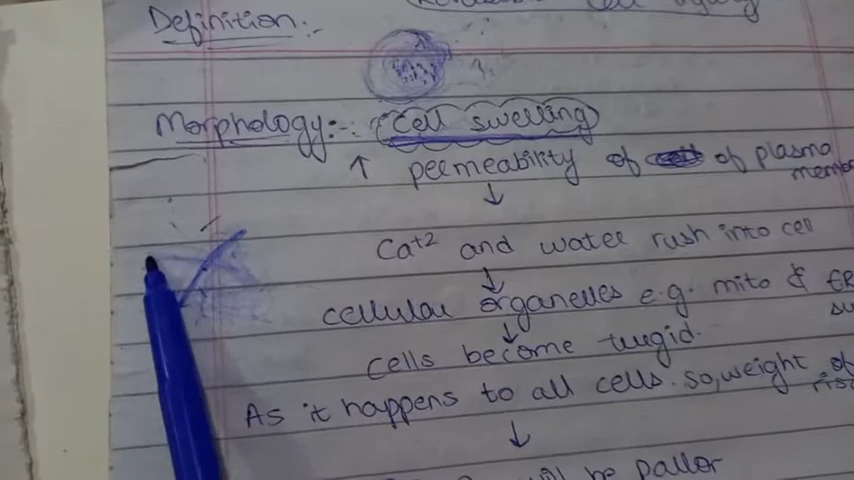 Cell
Definition:-
Morphology:- Cell swelling
↑ permeability of of plasma
Ca+2 and water rush into cell
↓
cellular organelles e.g. mito & ER
↓
Cells become turgid.
As it happens to all cells. so, weight of
↓
be pallor